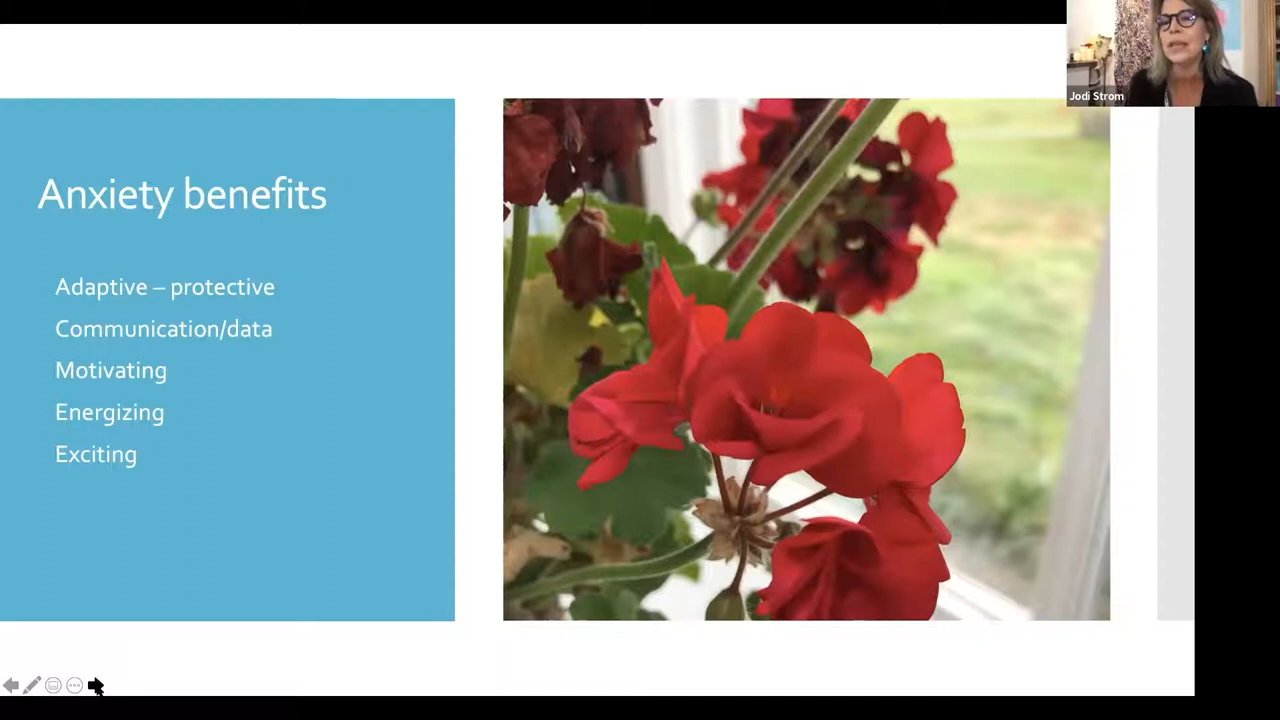 Jodi Strom
Anxiety benefits
Adaptive – protective
Communication/data
Motivating
Energizing
Exciting